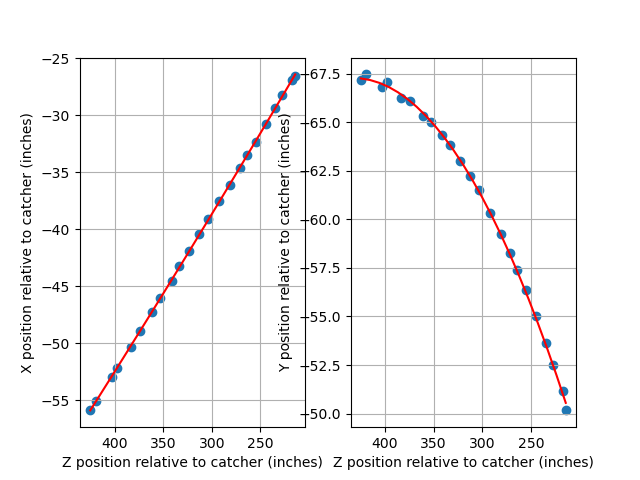 −25
−30
−35
−40
−45
−50
−55
X position relative to catcher (inches)
400 350 300 250
Z position relative to catcher (inches)
−67.5
−65.0
−62.5
−60.0
−57.5
−55.0
−52.5
−50.0
Y position relative to catcher (inches)
400 350 300 250
Z position relative to catcher (inches)